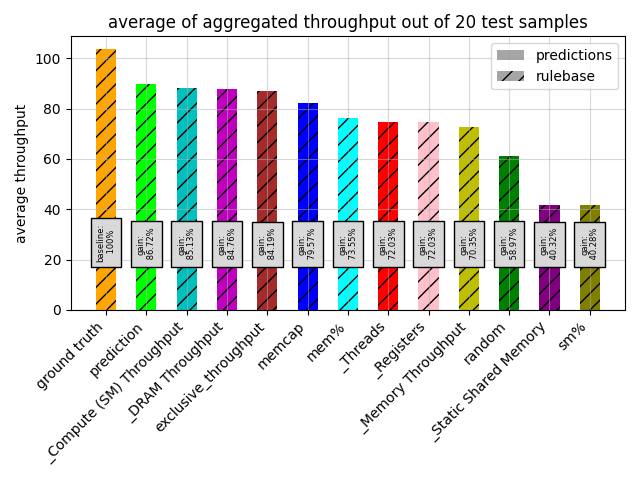 average of aggregated throughput out of 20 test samples
predictions
rulebase
average throughput
100
80
60
40
20
0
baseline:
100%
gain:
86.72%
gain:
85.13%
gain:
84.76%
gain:
84.19%
gain:
79.57%
gain:
73.55%
gain:
72.03%
gain:
72.03%
gain:
70.35%
gain:
58.97%
gain:
40.32%
gain:
40.28%
ground truth
prediction
_Compute (SM) Throughput
_DRAM Throughput
exclusive_throughput
memcap
mem%
_Threads
_Registers
_Memory Throughput
random
_Static Shared Memory
sm%